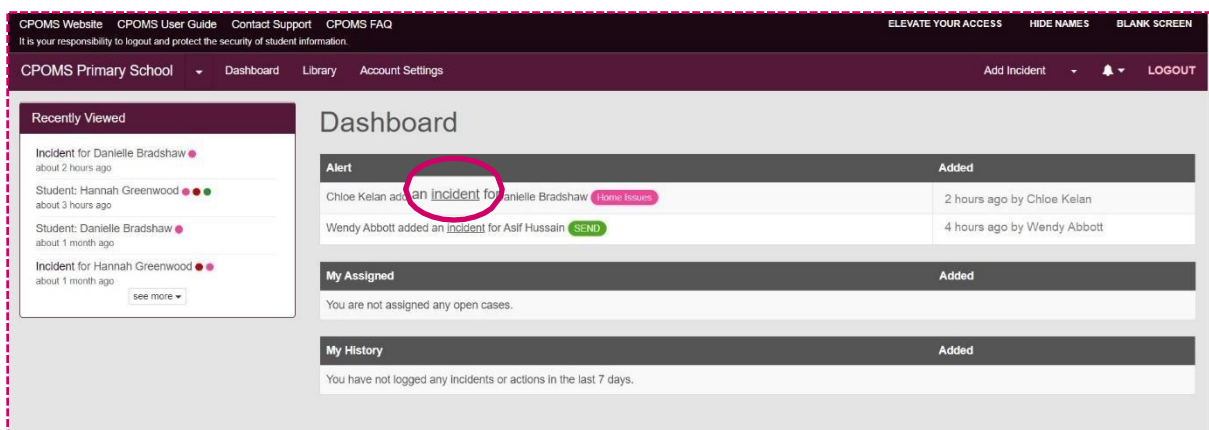 CPOMS Website CPOMS User Guide Contact Support CPOMS FAQ ELEVATE YOUR ACCESS HIDE NAMES BLANK SCREEN
It is your responsibility to logout and protect the security of student information.
CPOMS Primary School Dashboard Library Account Settings Add Incident LOGOUT
Recently Viewed
Incident for Danielle Bradshaw
about 2 hours ago
Student: Hannah Greenwood
about 3 hours ago
Student: Danielle Bradshaw
about 1 month ago
Incident for Hannah Greenwood
about 1 month ago
see more
Dashboard
Alert Added
Chloe Kelan add an incident for anielle Bradshaw Home Issues 2 hours ago by Chloe Kelan
Wendy Abbott added an incident for Asif Hussain SEND 4 hours ago by Wendy Abbott
My Assigned Added
You are not assigned any open cases.
My History Added
You have not logged any incidents or actions in the last 7 days.